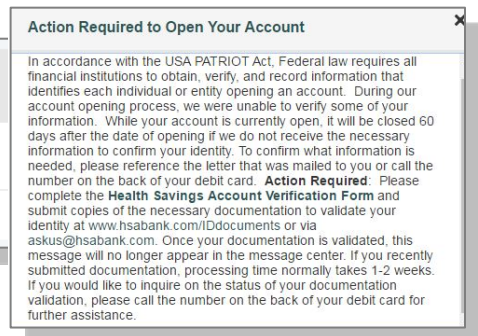 Action Required to Open Your Account
In accordance with the USA PATRIOT Act, Federal law requires all
financial institutions to obtain, verify, and record information that
identifies each individual or entity opening an account. During our
account opening process, we were unable to verify some of your
information. While your account is currently open, it will be closed 60
days after the date of opening if we do not receive the necessary
information to confirm your identity. To confirm what information is
needed, please reference the letter that was mailed to you or call the
number on the back of your debit card. Action Required: Please
complete the Health Savings Account Verification Form and
submit copies of the necessary documentation to validate your
identity at www.hsabank.com/IDdocuments or via
askus@hsabank.com. Once your documentation is validated, this
message will no longer appear in the message center. If you recently
submitted documentation, processing time normally takes 1-2 weeks.
If you would like to inquire on the status of your documentation
validation, please call the number on the back of your debit card for
further assistance.